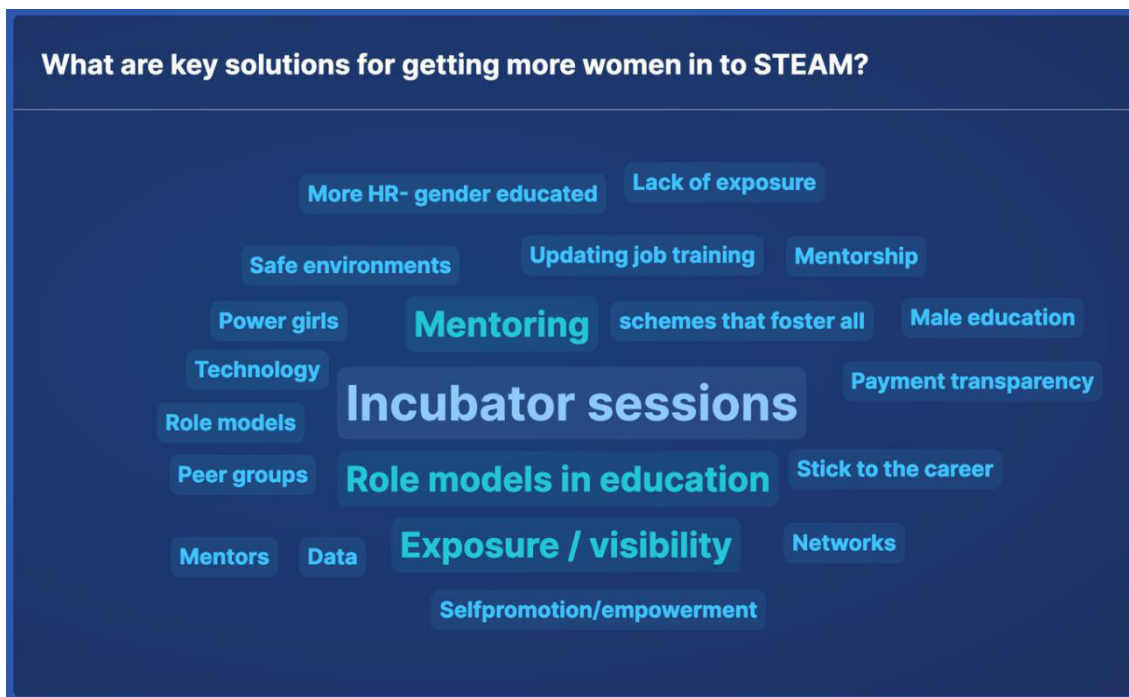 What are key solutions for getting more women in to STEAM?
More HR- gender educated
Lack of exposure
Safe environments
Updating job training
Mentorship
Power girls
Mentoring
schemes that foster all
Male education
Technology
Incubator sessions
Payment transparency
Role models
Peer groups
Role models in education
Stick to the career
Mentors
Data
Exposure / visibility
Networks
Selfpromotion/empowerment